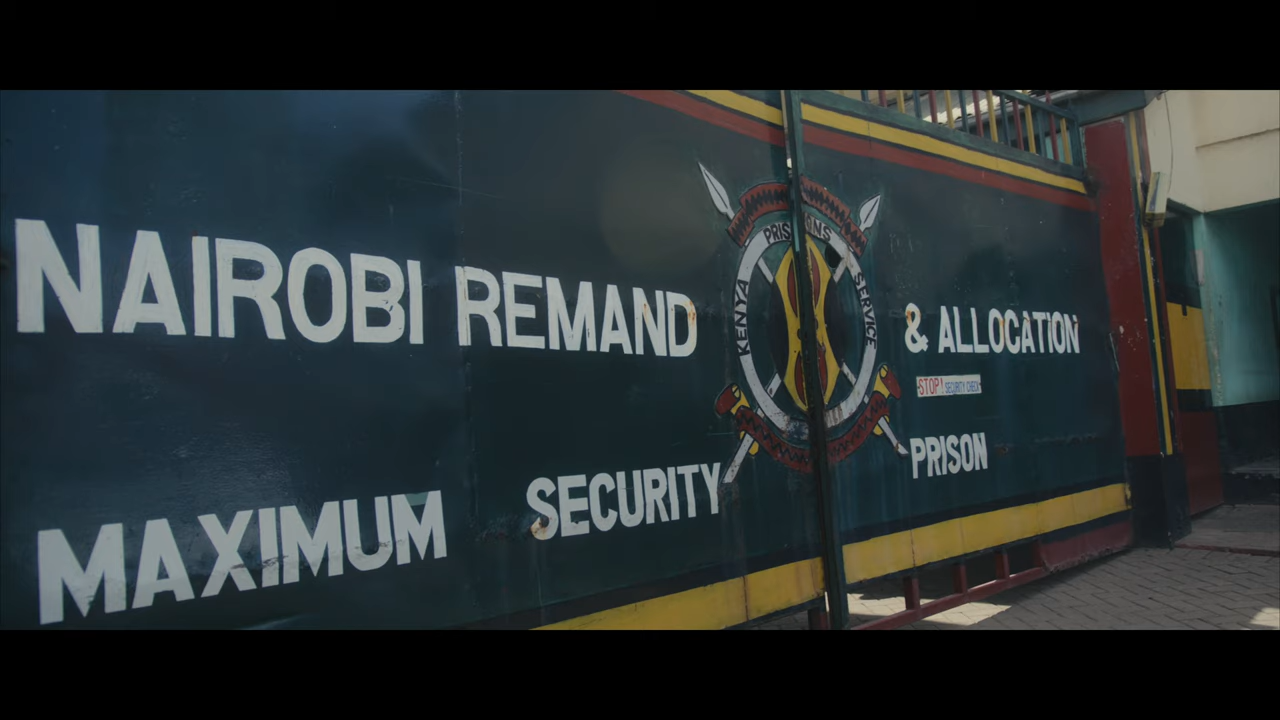 NAIROBI REMAND & ALLOCATION
MAXIMUM SECURITY PRISON
KENYA PRISONS SERVICE
STOP! SECURITY CHECK